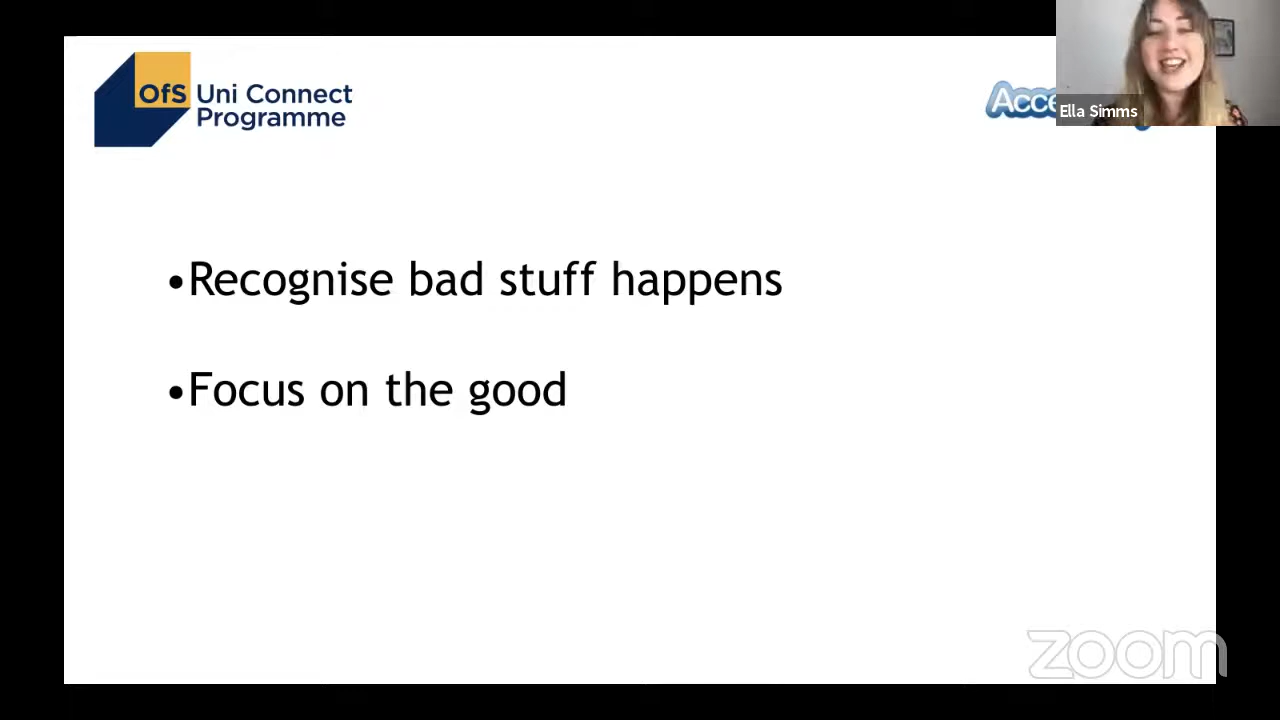 OfS Uni Connect
Programme
Ella Simms
•Recognise bad stuff happens
•Focus on the good
zoom